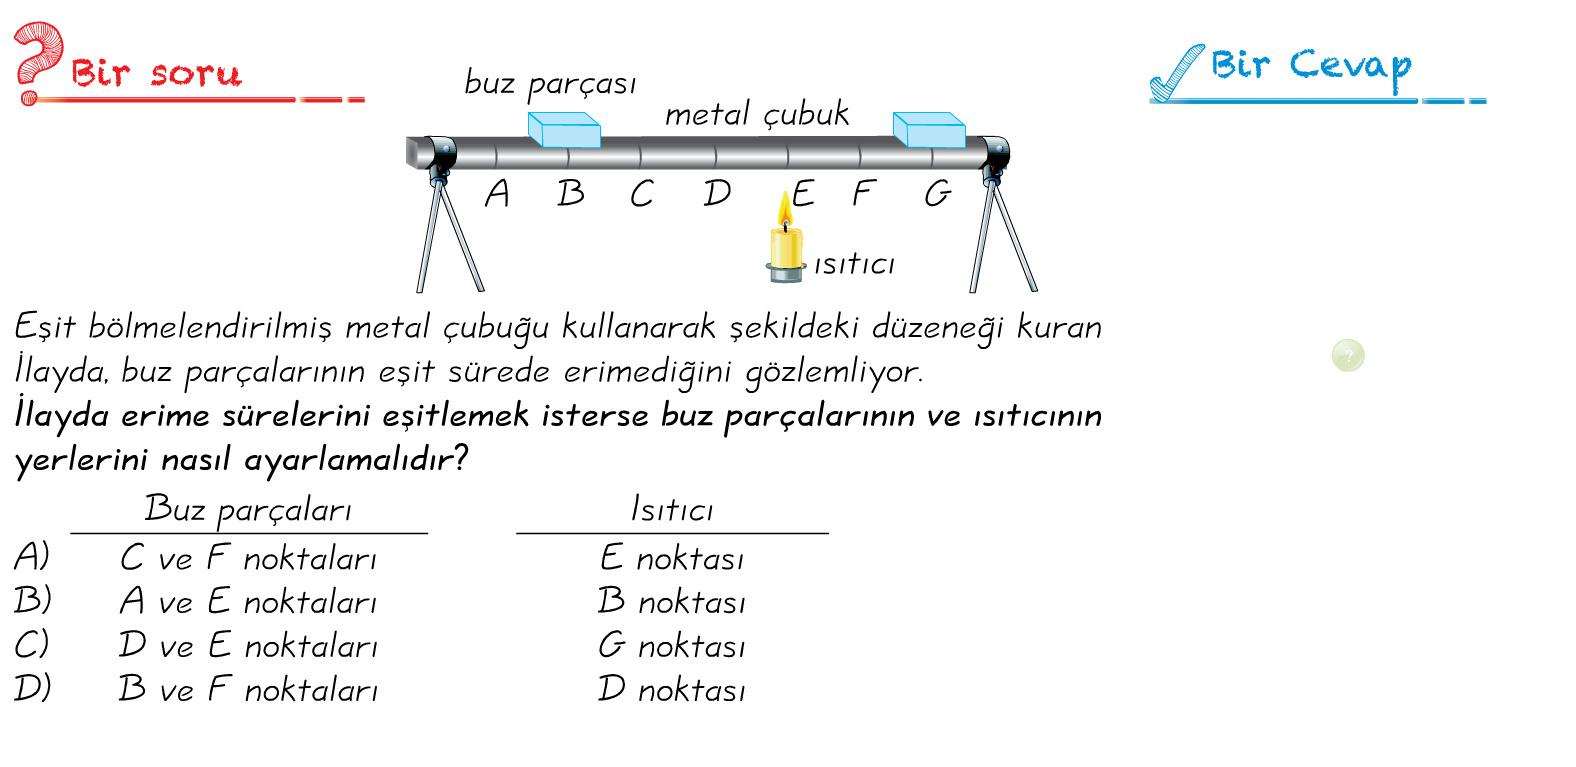 ?
Bir soru
Bir Cevap
buz parçası
metal çubuk
A B C D E F G
ısıtıcı
Eşit bölmelendirilmiş metal çubuğu kullanarak şekildeki düzeneği kuran
İlayda, buz parçalarının eşit sürede erimediğini gözlemliyor.
İlayda erime sürelerini eşitlemek isterse buz parçalarının ve ısıtıcının
yerlerini nasıl ayarlamalıdır?
Buz parçaları Isıtıcı
A) C ve F noktaları E noktası
B) A ve E noktaları B noktası
C) D ve E noktaları G noktası
D) B ve F noktaları D noktası
?